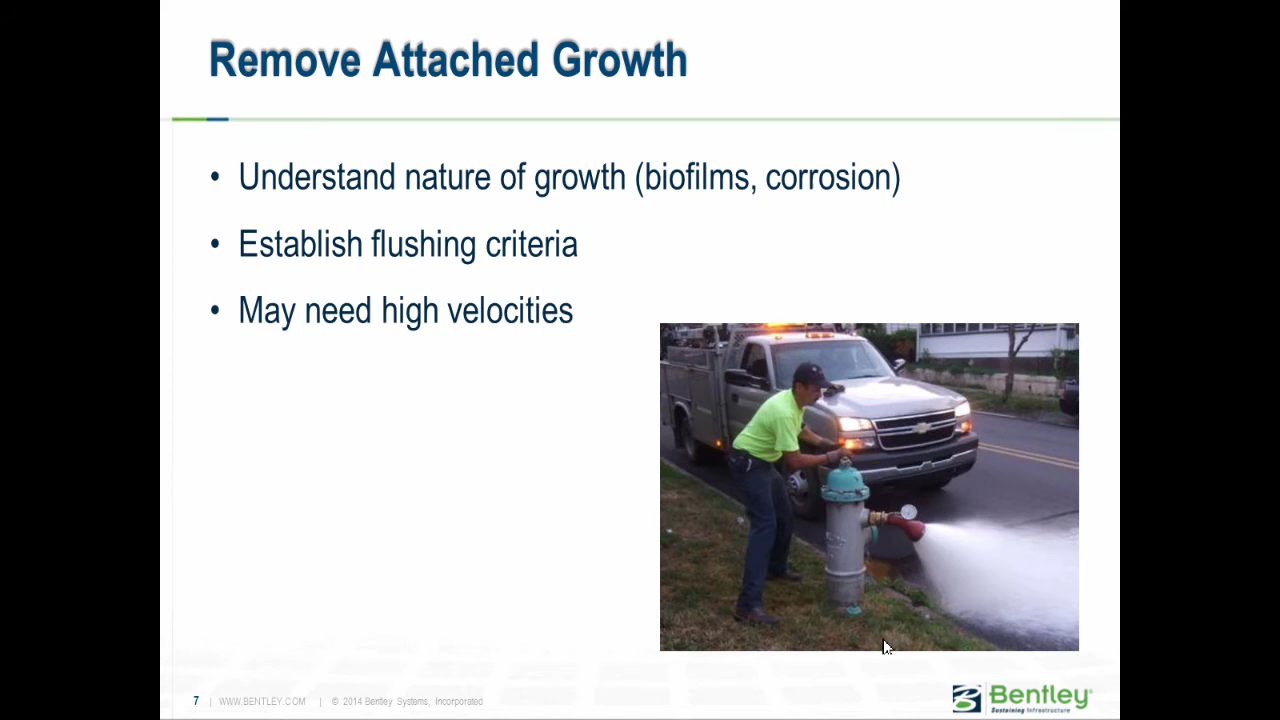 Remove Attached Growth
• Understand nature of growth (biofilms, corrosion)
• Establish flushing criteria
• May need high velocities
7 | WWW.BENTLEY.COM | © 2014 Bentley Systems, Incorporated
Bentley®
Sustaining Infrastructure